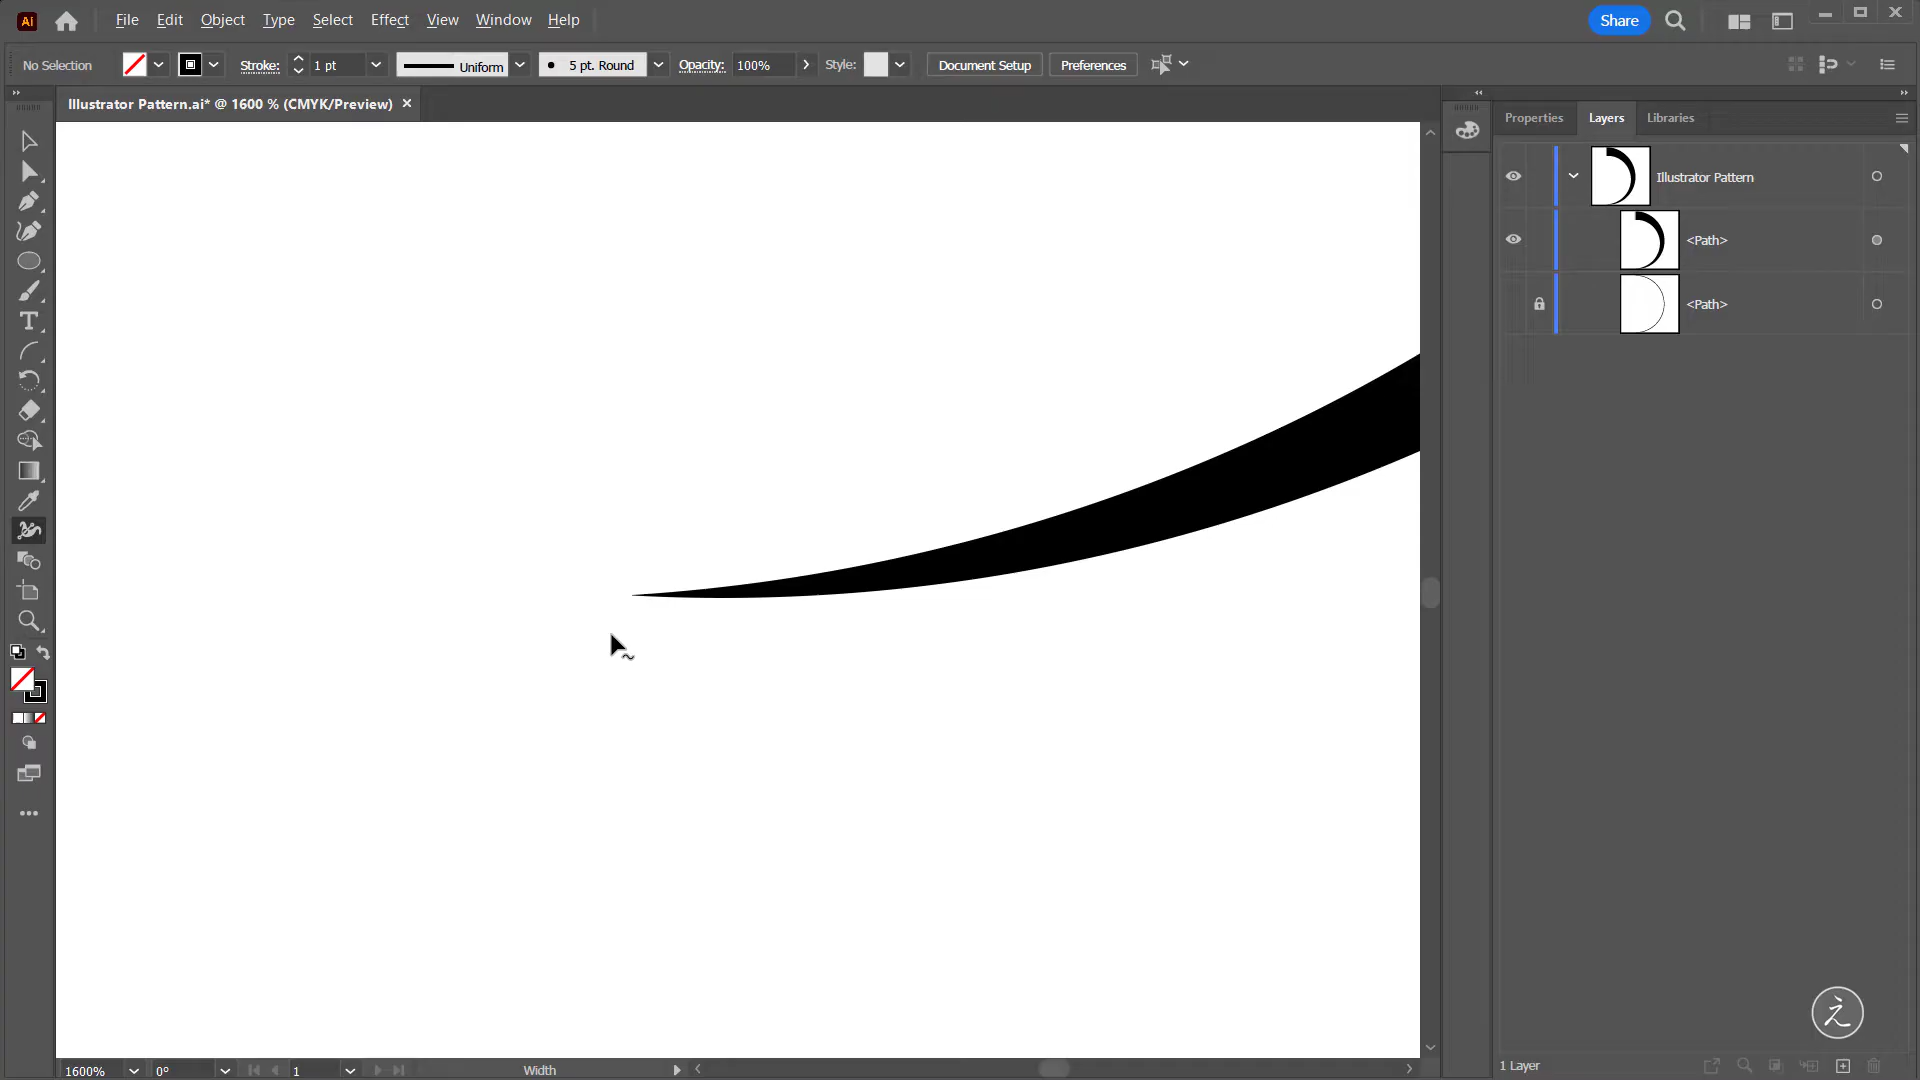 Ai File Edit Object Type Select Effect View Window Help Share
No Selection Stroke: 1 pt Uniform 5 pt. Round Opacity: 100% Style: Document Setup Preferences
Illustrator Pattern.ai* @ 1600 % (CMYK/Preview) ×
Properties Layers Libraries
Illustrator Pattern
<Path>
<Path>
え
1600% 0° 1 Width
1 Layer